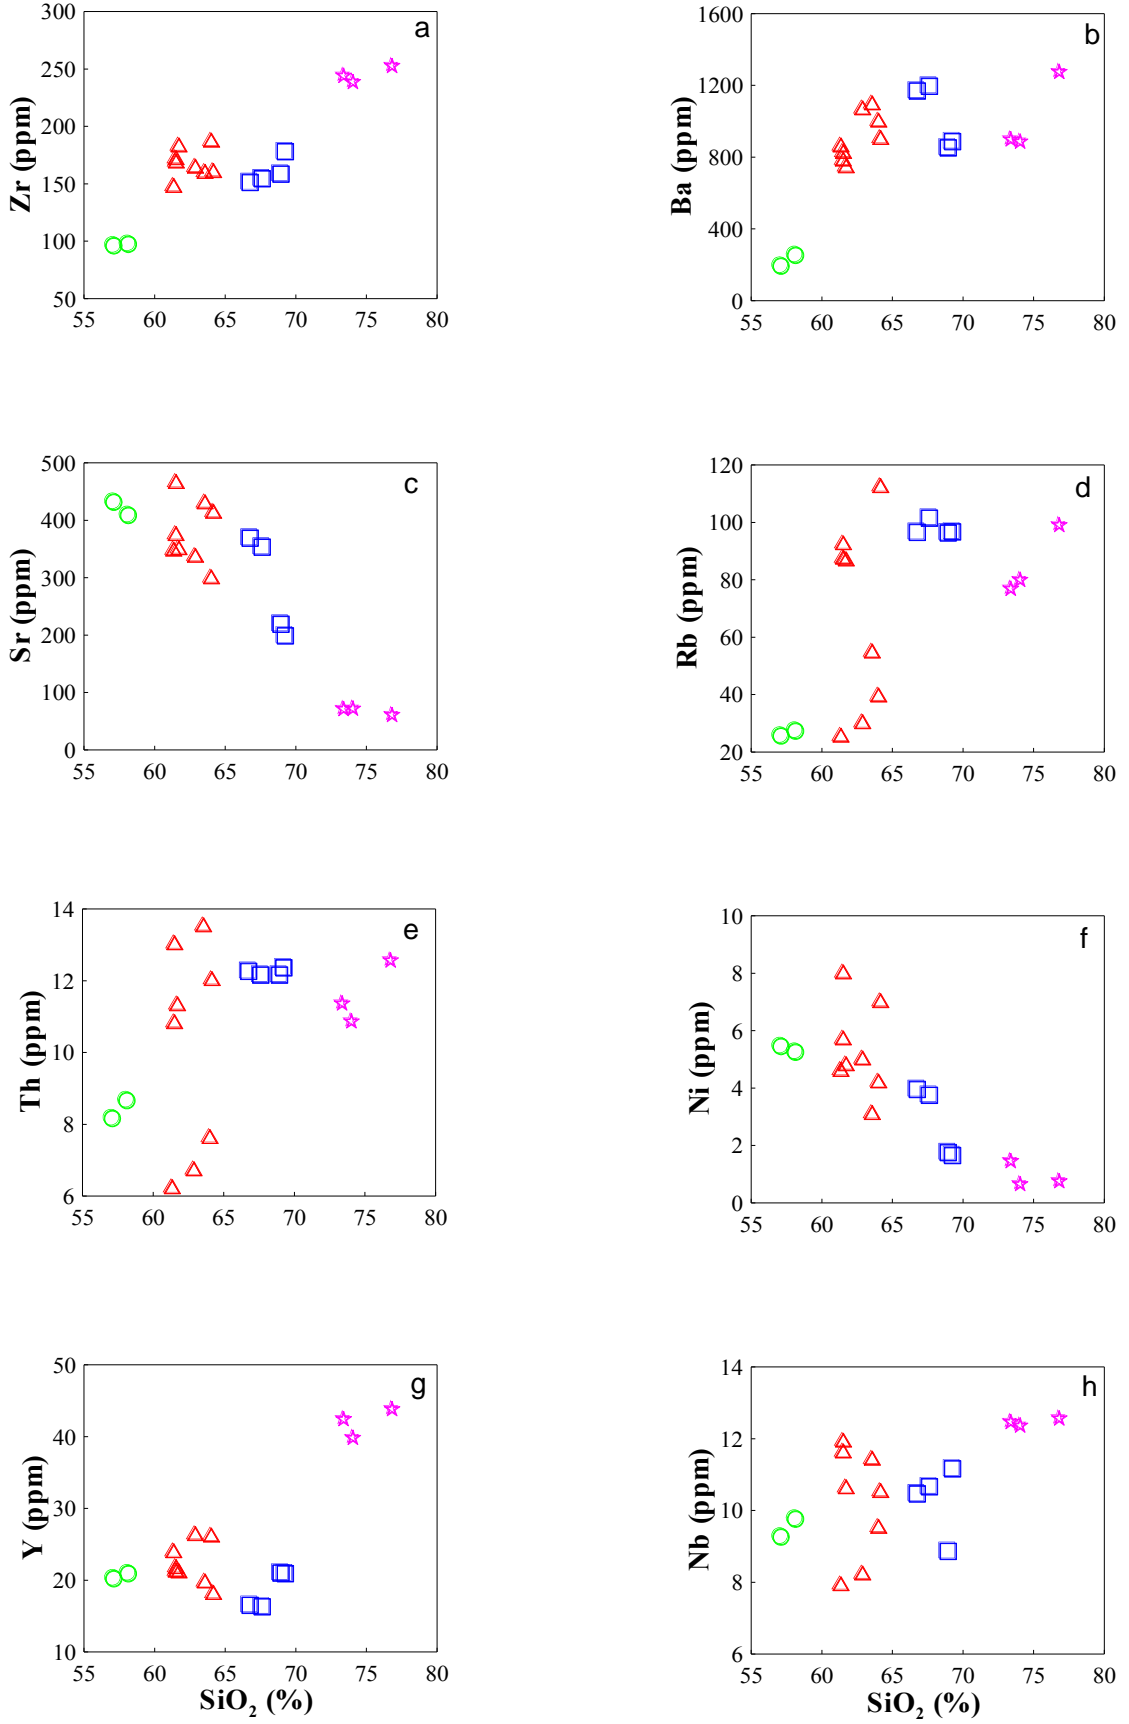 300
250
200
150
100
50
Zr (ppm)
a
55 60 65 70 75 80
1600
1200
800
400
0
Ba (ppm)
b
55 60 65 70 75 80
500
400
300
200
100
0
Sr (ppm)
c
55 60 65 70 75 80
120
100
80
60
40
20
Rb (ppm)
d
55 60 65 70 75 80
14
12
10
8
6
Th (ppm)
e
55 60 65 70 75 80
10
8
6
4
2
0
Ni (ppm)
f
55 60 65 70 75 80
50
40
30
20
10
Y (ppm)
g
55 60 65 70 75 80
SiO₂ (%)
14
12
10
8
6
Nb (ppm)
h
55 60 65 70 75 80
SiO₂ (%)